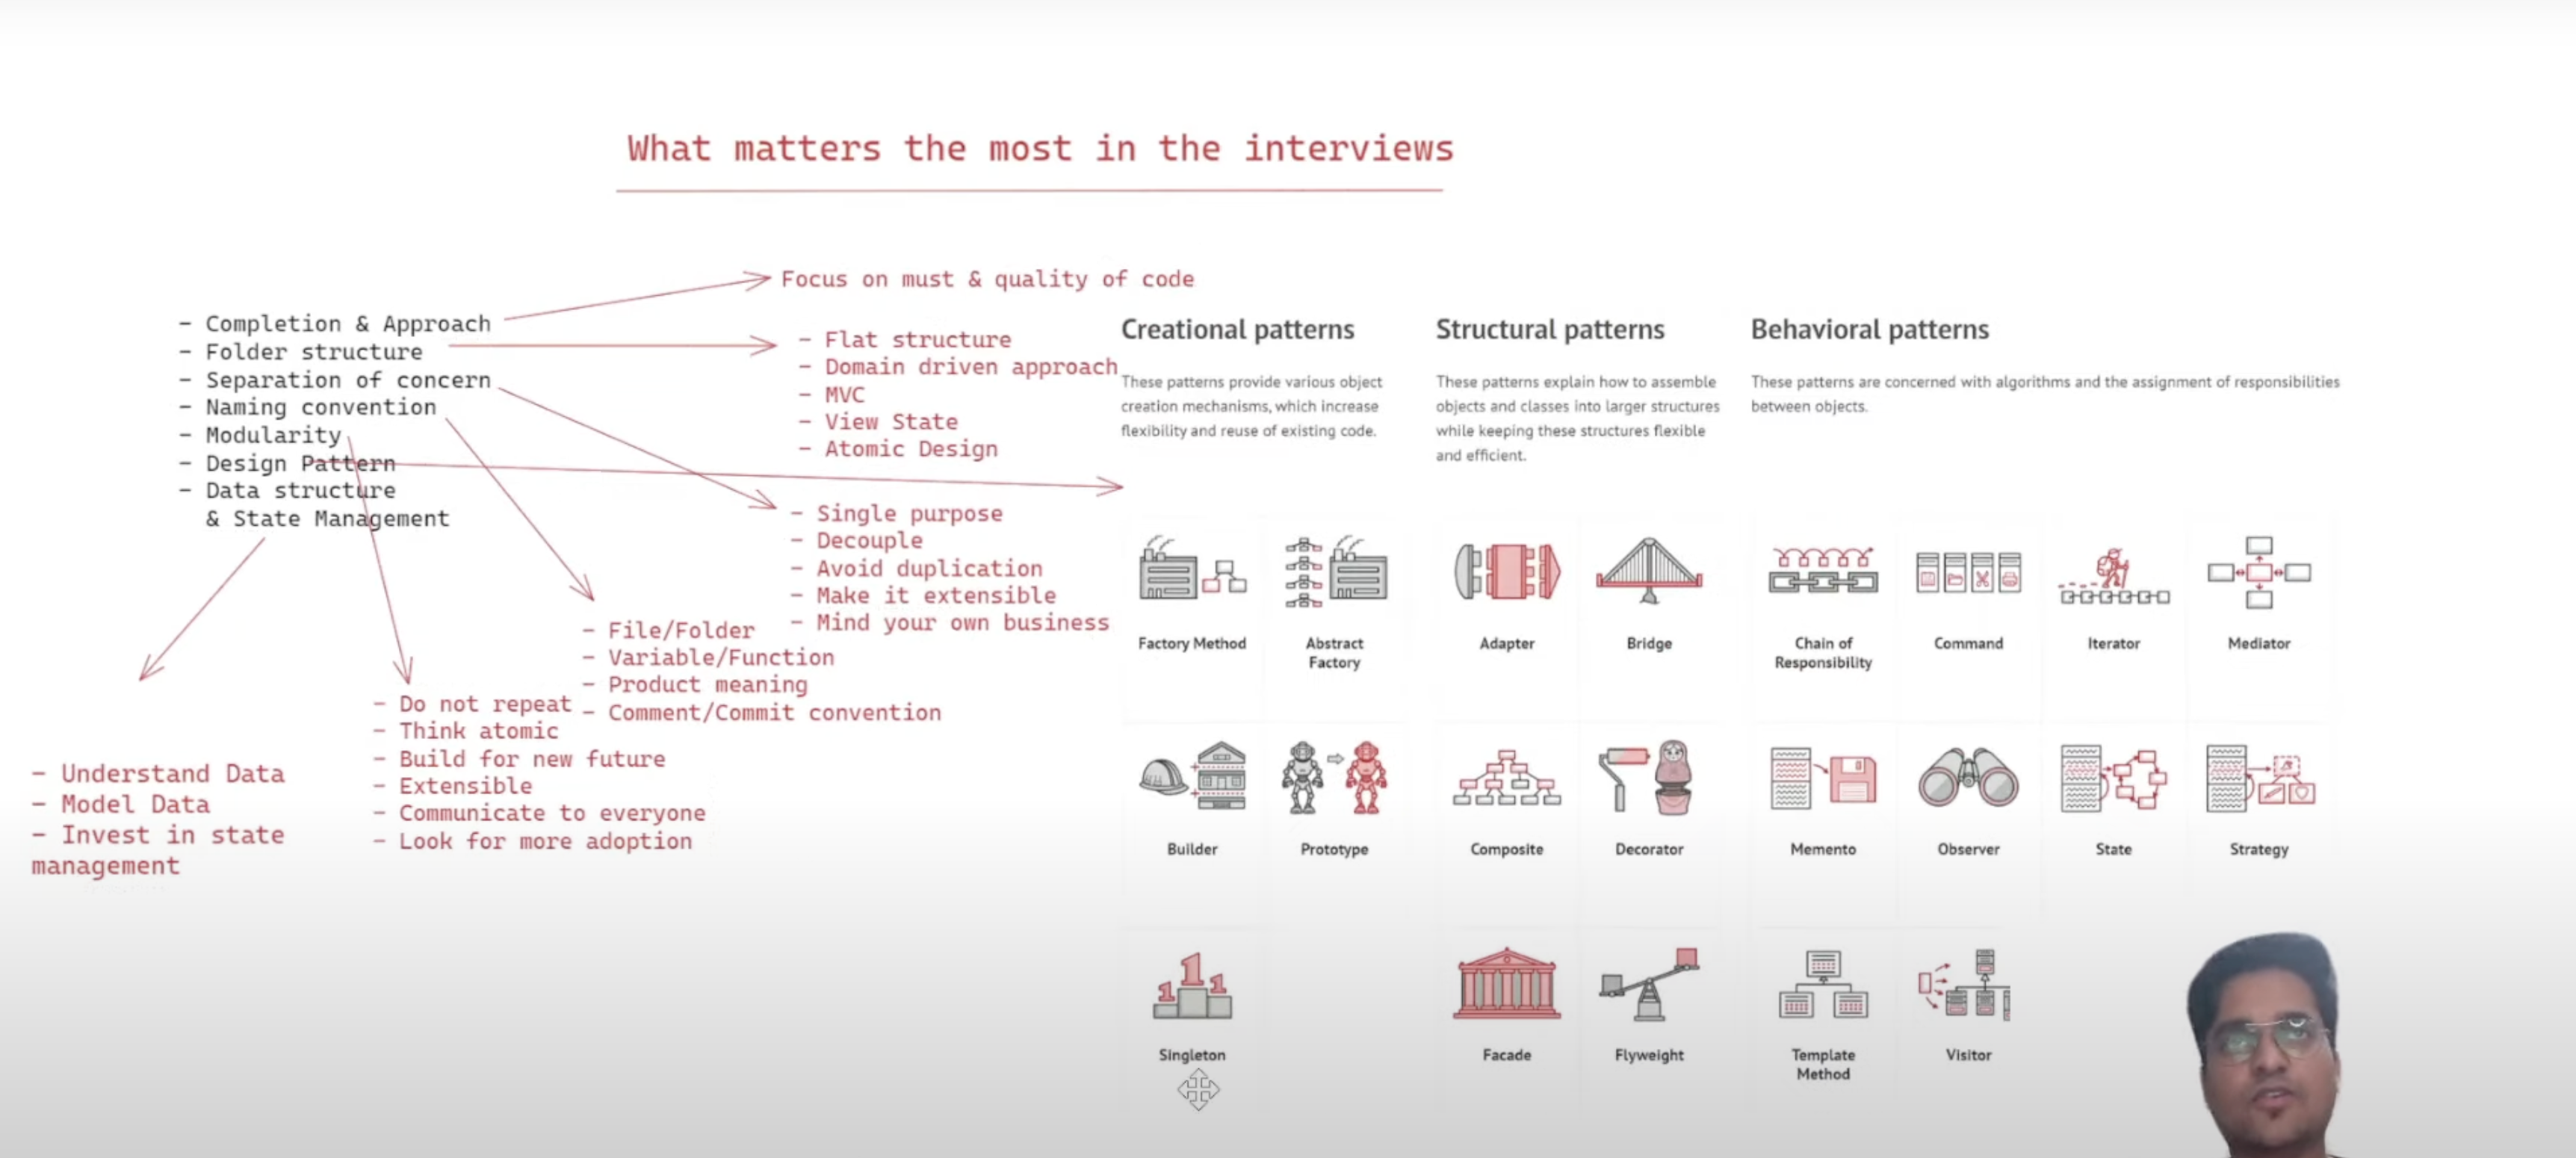 What matters the most in the interviews
- Completion & Approach
- Folder structure
- Separation of concern
- Naming convention
- Modularity
- Design Pattern
- Data structure
& State Management
Focus on must & quality of code
- Flat structure
- Domain driven approach
- MVC
- View State
- Atomic Design
- Single purpose
- Decouple
- Avoid duplication
- Make it extensible
- Mind your own business
- File/Folder
- Variable/Function
- Product meaning
- Comment/Commit convention
- Do not repeat
- Think atomic
- Build for new future
- Extensible
- Communicate to everyone
- Look for more adoption
- Understand Data
- Model Data
- Invest in state
management
Creational patterns
These patterns provide various object
creation mechanisms, which increase
flexibility and reuse of existing code.
Factory Method
Abstract
Factory
Builder
Prototype
1 1 1
Singleton
Structural patterns
These patterns explain how to assemble
objects and classes into larger structures
while keeping these structures flexible
and efficient.
Adapter
Bridge
Composite
Decorator
Facade
Flyweight
Behavioral patterns
These patterns are concerned with algorithms and the assignment of responsibilities
between objects.
Chain of
Responsibility
Command
Iterator
Mediator
Memento
Observer
State
Strategy
Template
Method
Visitor